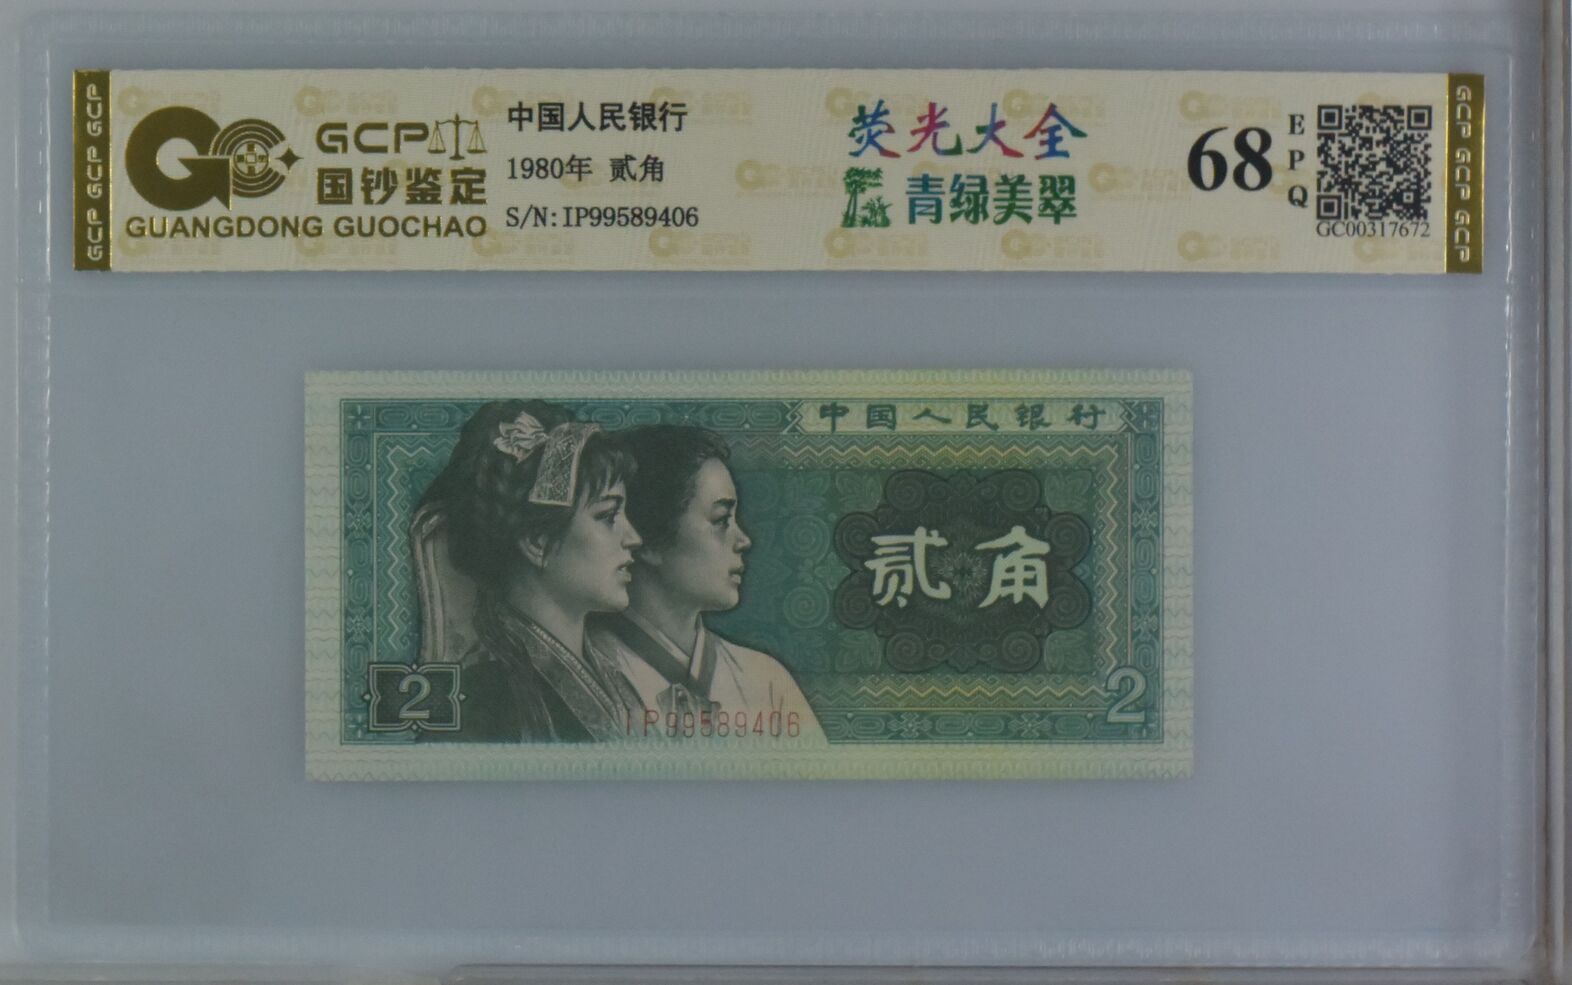 GCP GCP GCP
GCP
国钞鉴定
GUANGDONG GUOCHAO
中国人民银行
1980年 贰角
S/N:IP99589406
荧光大全
青绿美翠
68
EPQ
GC00317672
GCP GCP GCP
中国人民银行
贰角
2
IP99589406
2